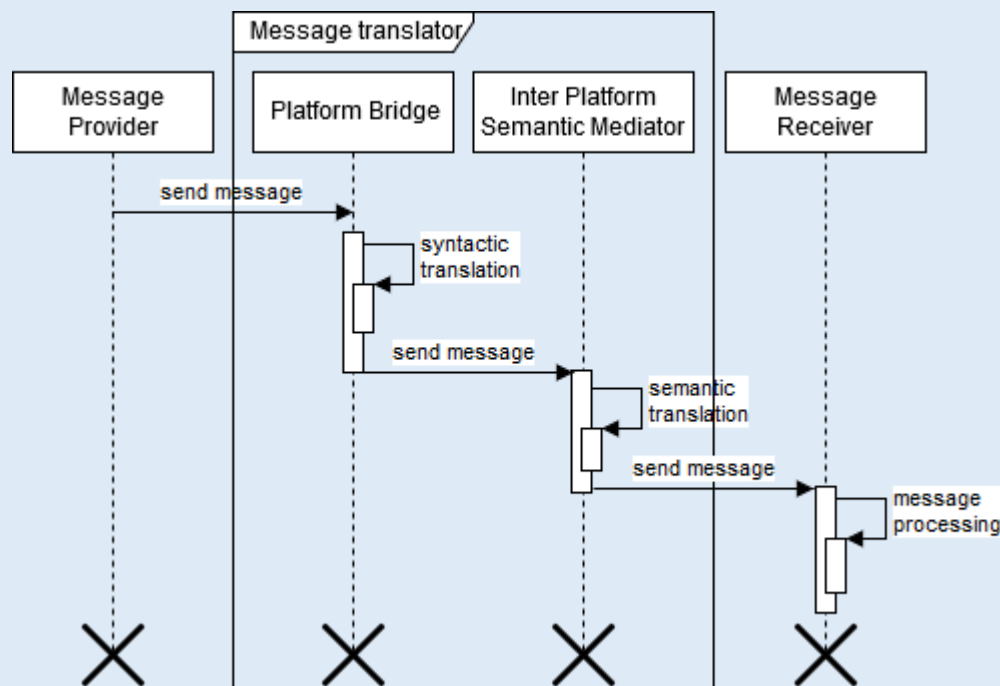 Message translator
Message
Provider
Platform Bridge
Inter Platform
Semantic Mediator
Message
Receiver
send message
syntactic
translation
send message
semantic
translation
send message
message
processing